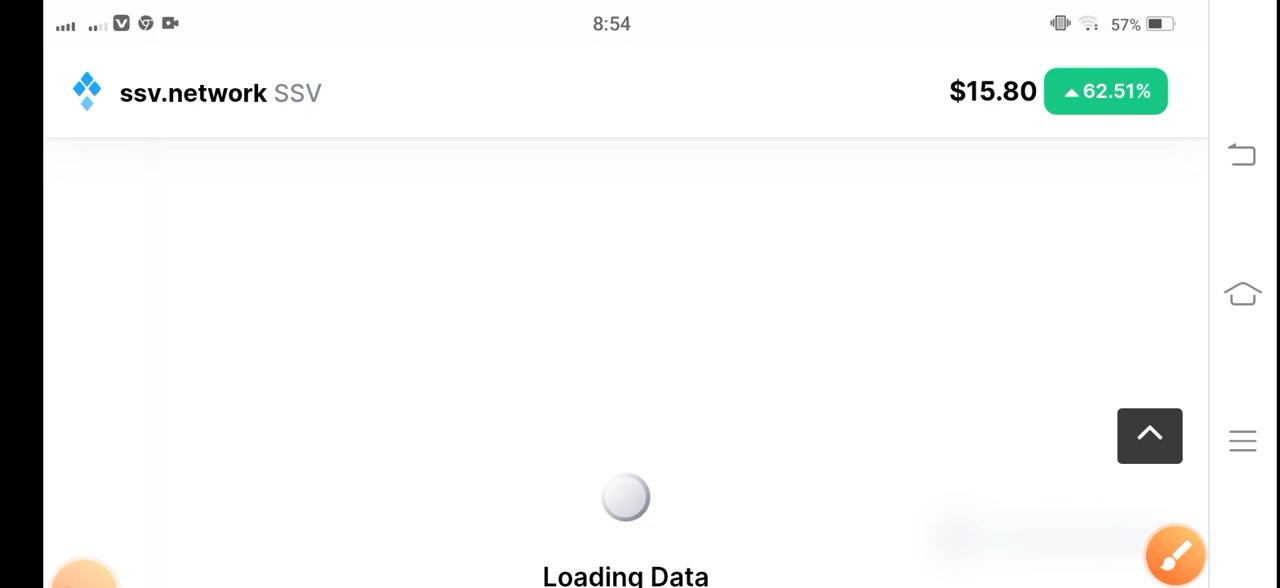 8:54
57%
ssv.network SSV
$15.80
62.51%
Loading Data